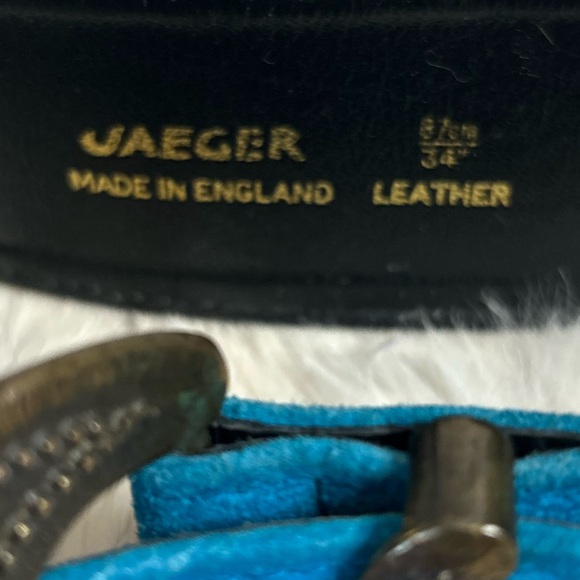 JAEGER
87cm
34"
MADE IN ENGLAND LEATHER